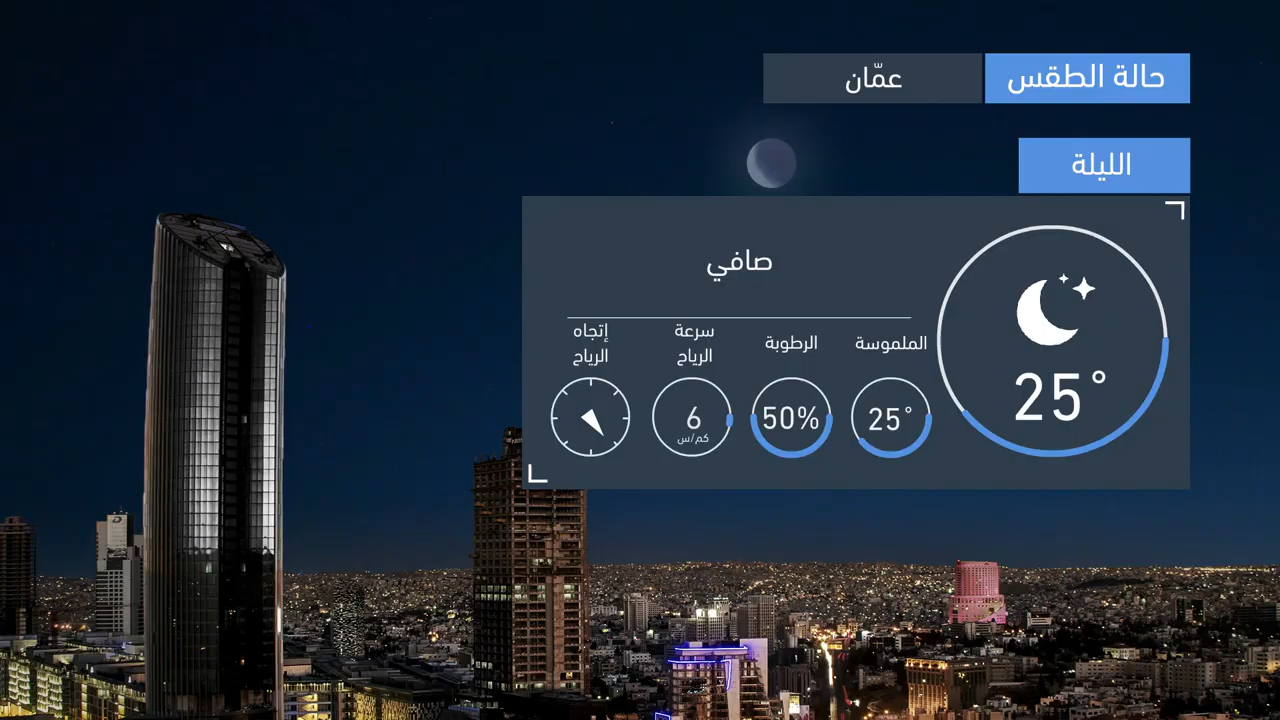 حالة الطقس
عمّان
الليلة
صافي
25°
الملموسة
25°
الرطوبة
50%
سرعة
الرياح
6
كم/س
إتجاه
الرياح